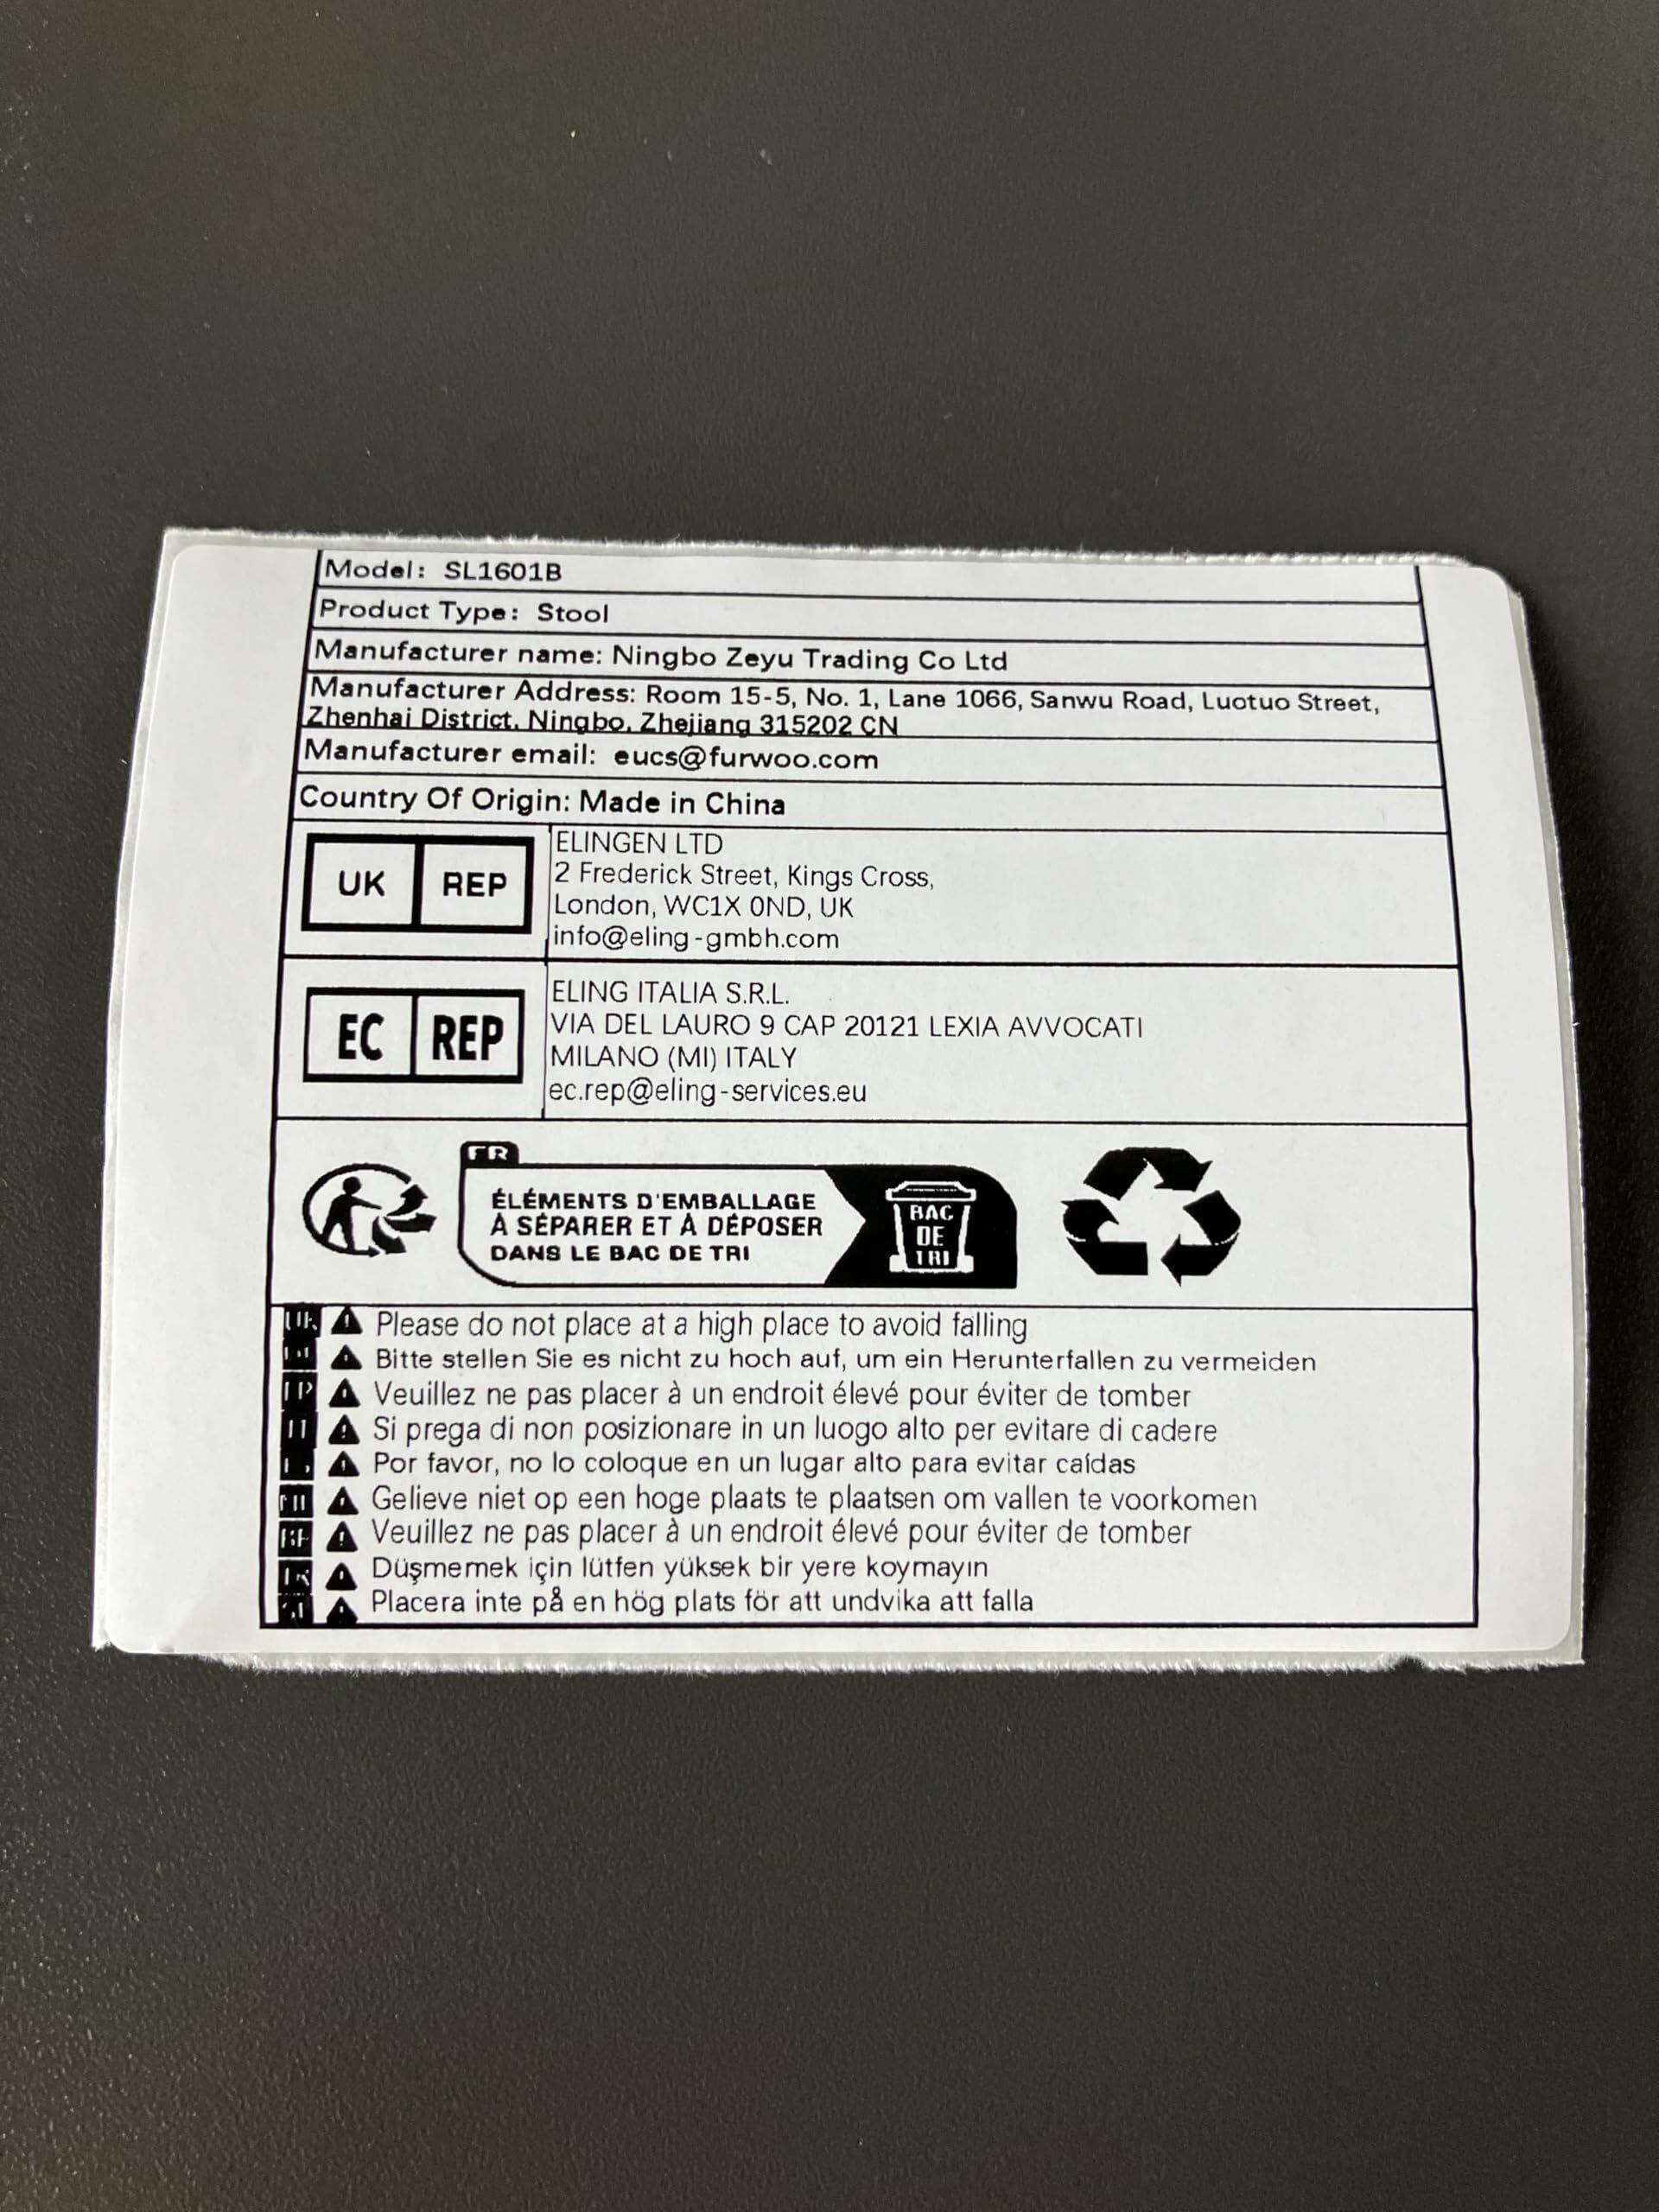 Model: SL1601B
Product Type: Stool
Manufacturer name: Ningbo Zeyu Trading Co Ltd
Manufacturer Address: Room 15-5, No. 1, Lane 1066, Sanwu Road, Luotuo Street,
Zhenhai District, Ningbo, Zhejiang 315202 CN
Manufacturer email: eucs@furwoo.com
Country Of Origin: Made in China
UK REP
ELINGEN LTD
2 Frederick Street, Kings Cross,
London, WC1X 0ND, UK
info@eling-gmbh.com
EC REP
ELING ITALIA S.R.L.
VIA DEL LAURO 9 CAP 20121 LEXIA AVVOCATI
MILANO (MI) ITALY
ec.rep@eling-services.eu
FR
ÉLÉMENTS D'EMBALLAGE
À SÉPARER ET À DÉPOSER
DANS LE BAC DE TRI
BAC
DE
TRI
Please do not place at a high place to avoid falling
Bitte stellen Sie es nicht zu hoch auf, um ein Herunterfallen zu vermeiden
Veuillez ne pas placer à un endroit élevé pour éviter de tomber
Si prega di non posizionare in un luogo alto per evitare di cadere
Por favor, no lo coloque en un lugar alto para evitar caídas
Gelieve niet op een hoge plaats te plaatsen om vallen te voorkomen
Veuillez ne pas placer à un endroit élevé pour éviter de tomber
Düşmemek için lütfen yüksek bir yere koymayın
Placera inte på en hög plats för att undvika att falla